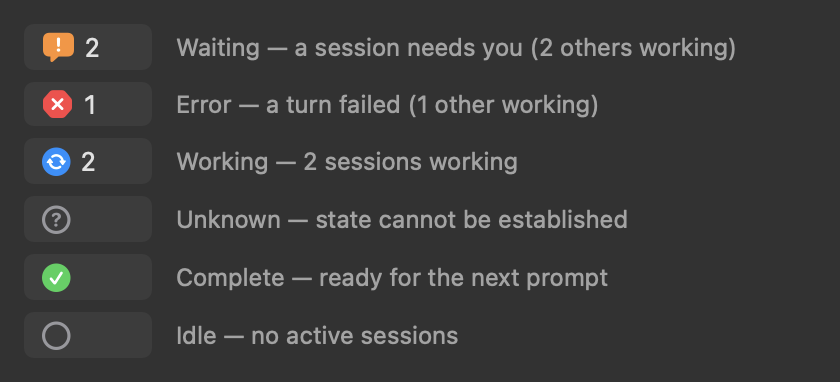 2 Waiting — a session needs you (2 others working)
1 Error — a turn failed (1 other working)
2 Working — 2 sessions working
? Unknown — state cannot be established
Complete — ready for the next prompt
Idle — no active sessions